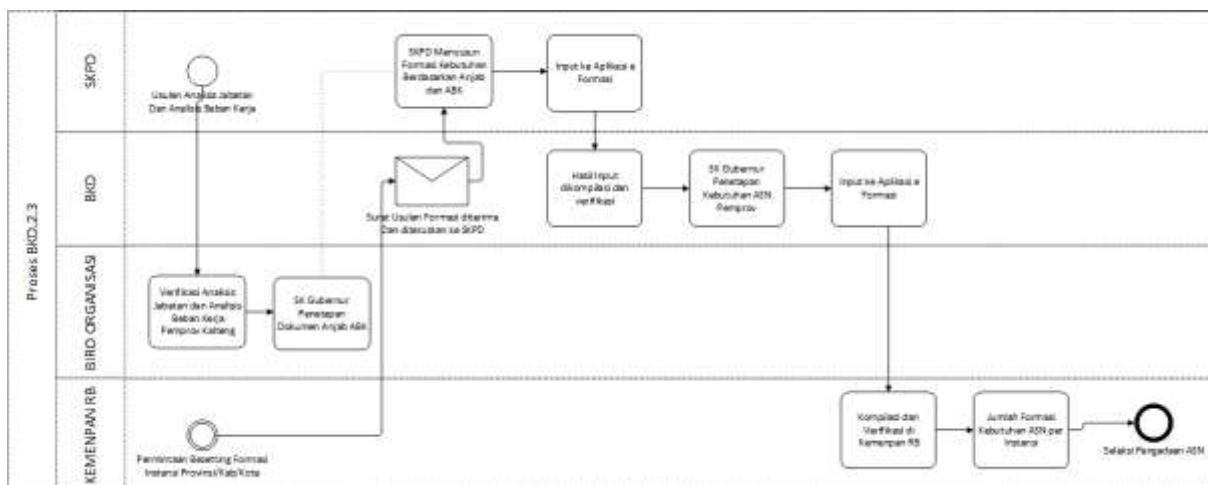 Proses BKD.2.3
SKPD
Usulan Analisis Jabatan
Dan Analisis Beban Kerja
SKPD Menyusun
Formasi Kebutuhan
Berdasarkan Anjab
dan ABK
Input ke Aplikasi e
Formasi
BKD
Surat Usulan Formasi diterima
Dan diteruskan ke SKPD
Hasil Input
dikompilasi dan
verifikasi
SK Gubernur
Penetapan
Kebutuhan ASN
Pemprov
Input ke Aplikasi e
Formasi
BIRO ORGANISASI
Verifikasi Analisis
Jabatan dan Analisis
Beban Kerja
Pemprov Kalteng
SK Gubernur
Penetapan
Dokumen Anjab ABK
KEMENPAN RB
Permintaan Besetting Formasi
Instansi Provinsi/Kab/Kota
Kompilasi dan
Verifikasi di
Kemenpan RB
Jumlah Formasi
Kebutuhan ASN per
Instansi
Seleksi Pengadaan ASN